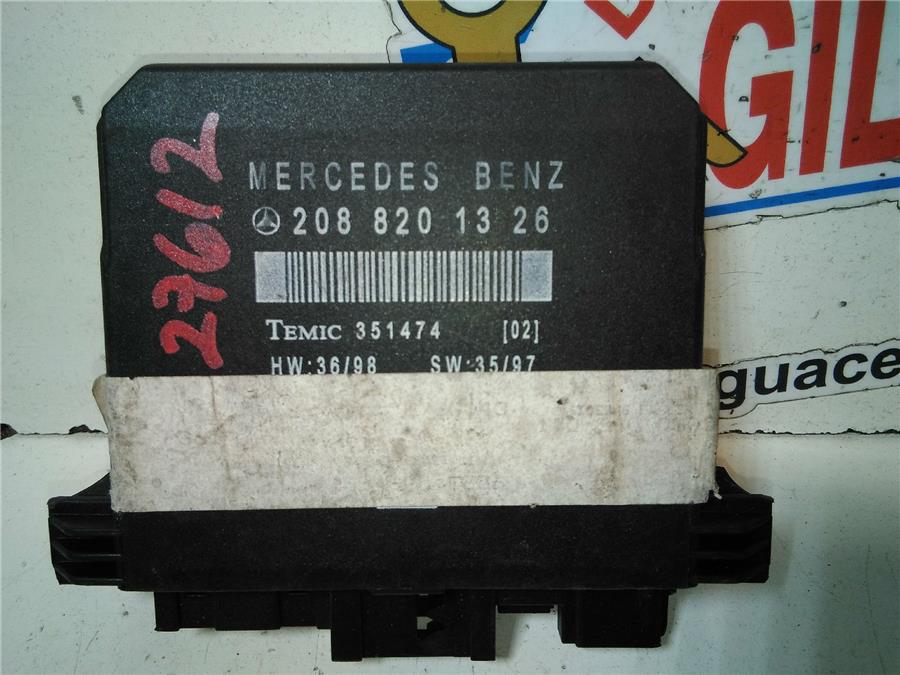 GIL
27612
MERCEDES BENZ
208 820 13 26
TEMIC 351474 [02]
HW:36/98 SW:35/97
guace